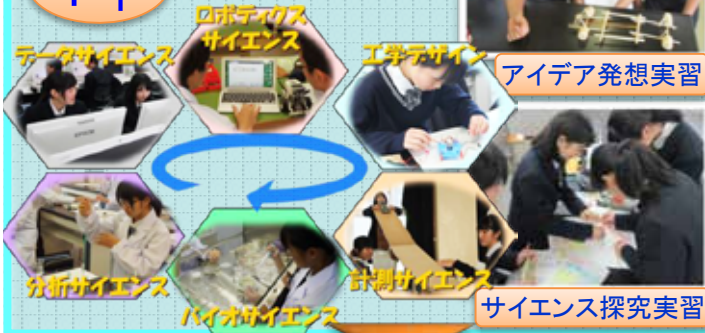 ロボティクス
サイエンス
データサイエンス
工学デザイン
アイデア発想実習
分析サイエンス
バイオサイエンス
計測サイエンス
サイエンス探究実習